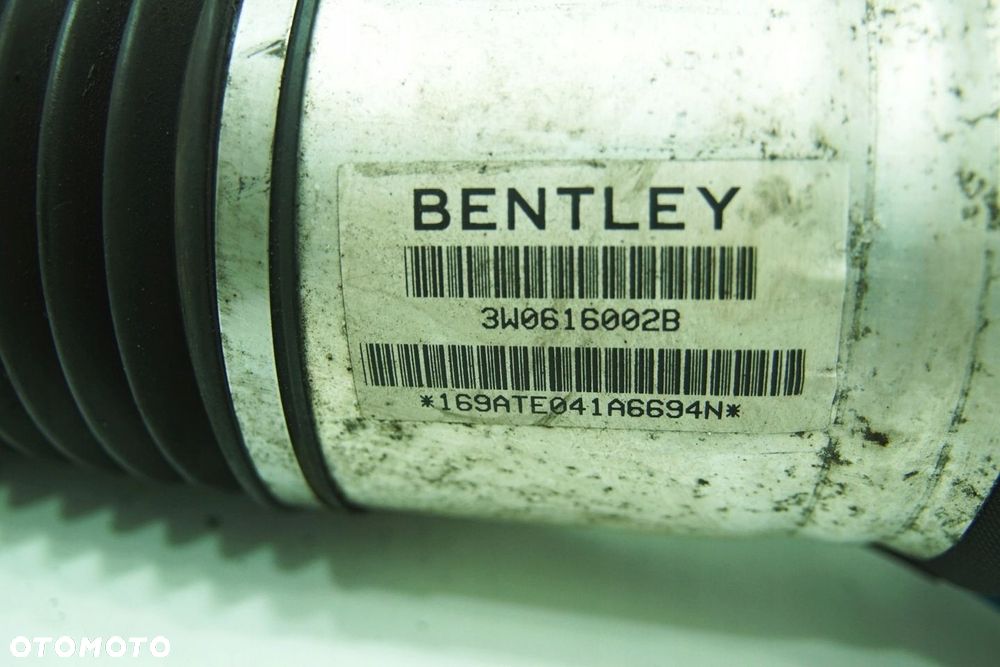 BENTLEY
3W0616002B
*169ATE041A6694N*
OTOMOTO